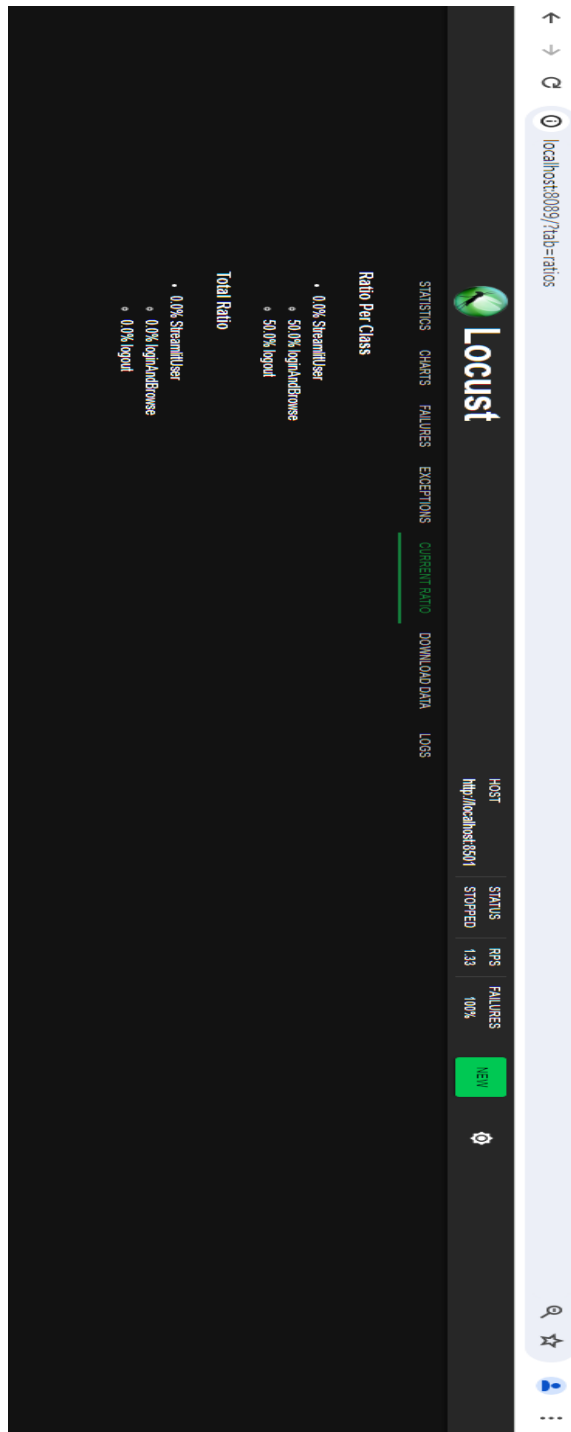 localhost:8089/?tab=ratios
Locust
HOST
http://localhost:8501
STATUS
STOPPED
RPS
1.33
FAILURES
100%
NEW
STATISTICS CHARTS FAILURES EXCEPTIONS CURRENT RATIO DOWNLOAD DATA LOGS
Ratio Per Class
0.0% StreamlitUser
50.0% loginAndBrowse
50.0% logout
Total Ratio
0.0% StreamlitUser
0.0% loginAndBrowse
0.0% logout